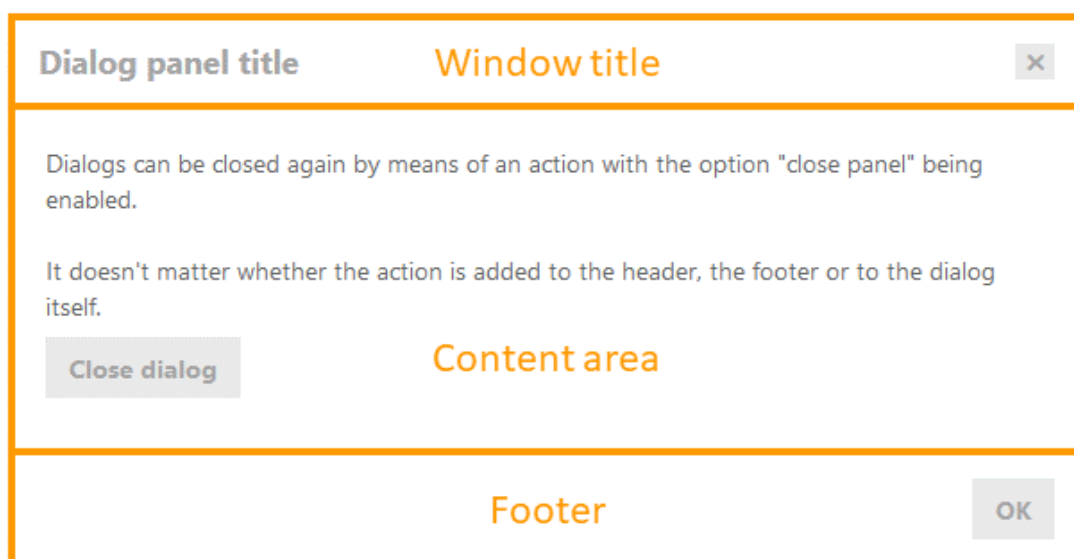 Dialog panel title Window title ×
Dialogs can be closed again by means of an action with the option "close panel" being
enabled.
It doesn't matter whether the action is added to the header, the footer or to the dialog
itself.
Close dialog
Content area
Footer
OK